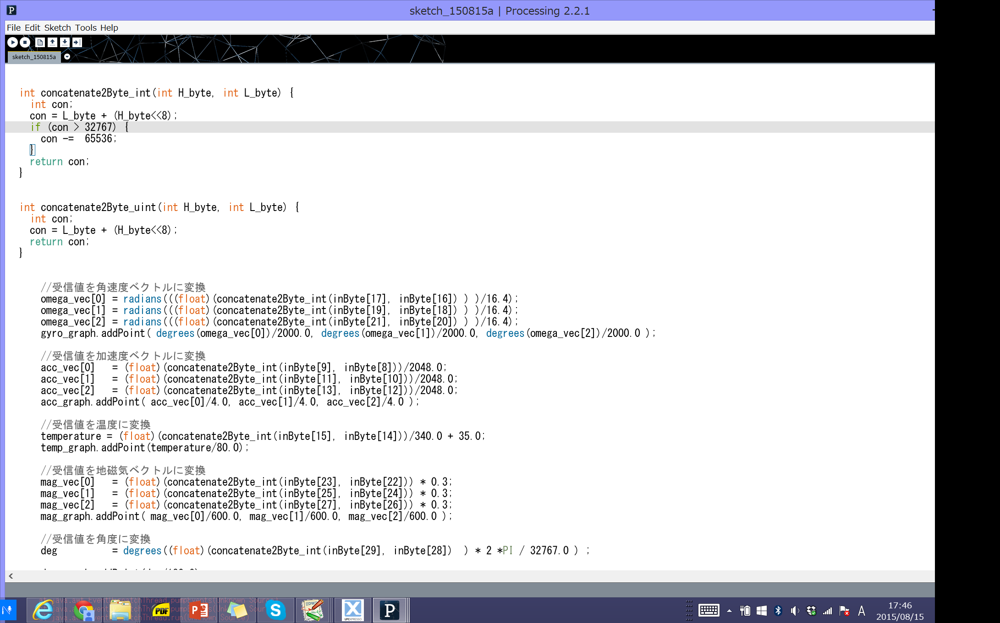 sketch_150815a | Processing 2.2.1
File Edit Sketch Tools Help
sketch_150815a
int concatenate2Byte_int(int H_byte, int L_byte) {
  int con;
  con = L_byte + (H_byte<<8);
  if (con > 32767) {
    con -=  65536;
  }
  return con;
}
int concatenate2Byte_uint(int H_byte, int L_byte) {
  int con;
  con = L_byte + (H_byte<<8);
  return con;
}
    //受信値を角速度ベクトルに変換
    omega_vec[0] = radians(((float)(concatenate2Byte_int(inByte[17], inByte[16]) ) )/16.4);
    omega_vec[1] = radians(((float)(concatenate2Byte_int(inByte[19], inByte[18]) ) )/16.4);
    omega_vec[2] = radians(((float)(concatenate2Byte_int(inByte[21], inByte[20]) ) )/16.4);
    gyro_graph.addPoint( degrees(omega_vec[0])/2000.0, degrees(omega_vec[1])/2000.0, degrees(omega_vec[2])/2000.0 );
    //受信値を加速度ベクトルに変換
    acc_vec[0]   = (float)(concatenate2Byte_int(inByte[9], inByte[8]))/2048.0;
    acc_vec[1]   = (float)(concatenate2Byte_int(inByte[11], inByte[10]))/2048.0;
    acc_vec[2]   = (float)(concatenate2Byte_int(inByte[13], inByte[12]))/2048.0;
    acc_graph.addPoint( acc_vec[0]/4.0, acc_vec[1]/4.0, acc_vec[2]/4.0 );
    //受信値を温度に変換
    temperature = (float)(concatenate2Byte_int(inByte[15], inByte[14]))/340.0 + 35.0;
    temp_graph.addPoint(temperature/80.0);
    //受信値を地磁気ベクトルに変換
    mag_vec[0]   = (float)(concatenate2Byte_int(inByte[23], inByte[22])) * 0.3;
    mag_vec[1]   = (float)(concatenate2Byte_int(inByte[25], inByte[24])) * 0.3;
    mag_vec[2]   = (float)(concatenate2Byte_int(inByte[27], inByte[26])) * 0.3;
    mag_graph.addPoint( mag_vec[0]/600.0, mag_vec[1]/600.0, mag_vec[2]/600.0 );
    //受信値を角度に変換
    deg          = degrees((float)(concatenate2Byte_int(inByte[29], inByte[28])  ) * 2 *PI / 32767.0 ) ;
PDF
LPCXPRESSO
A
17:46
2015/08/15